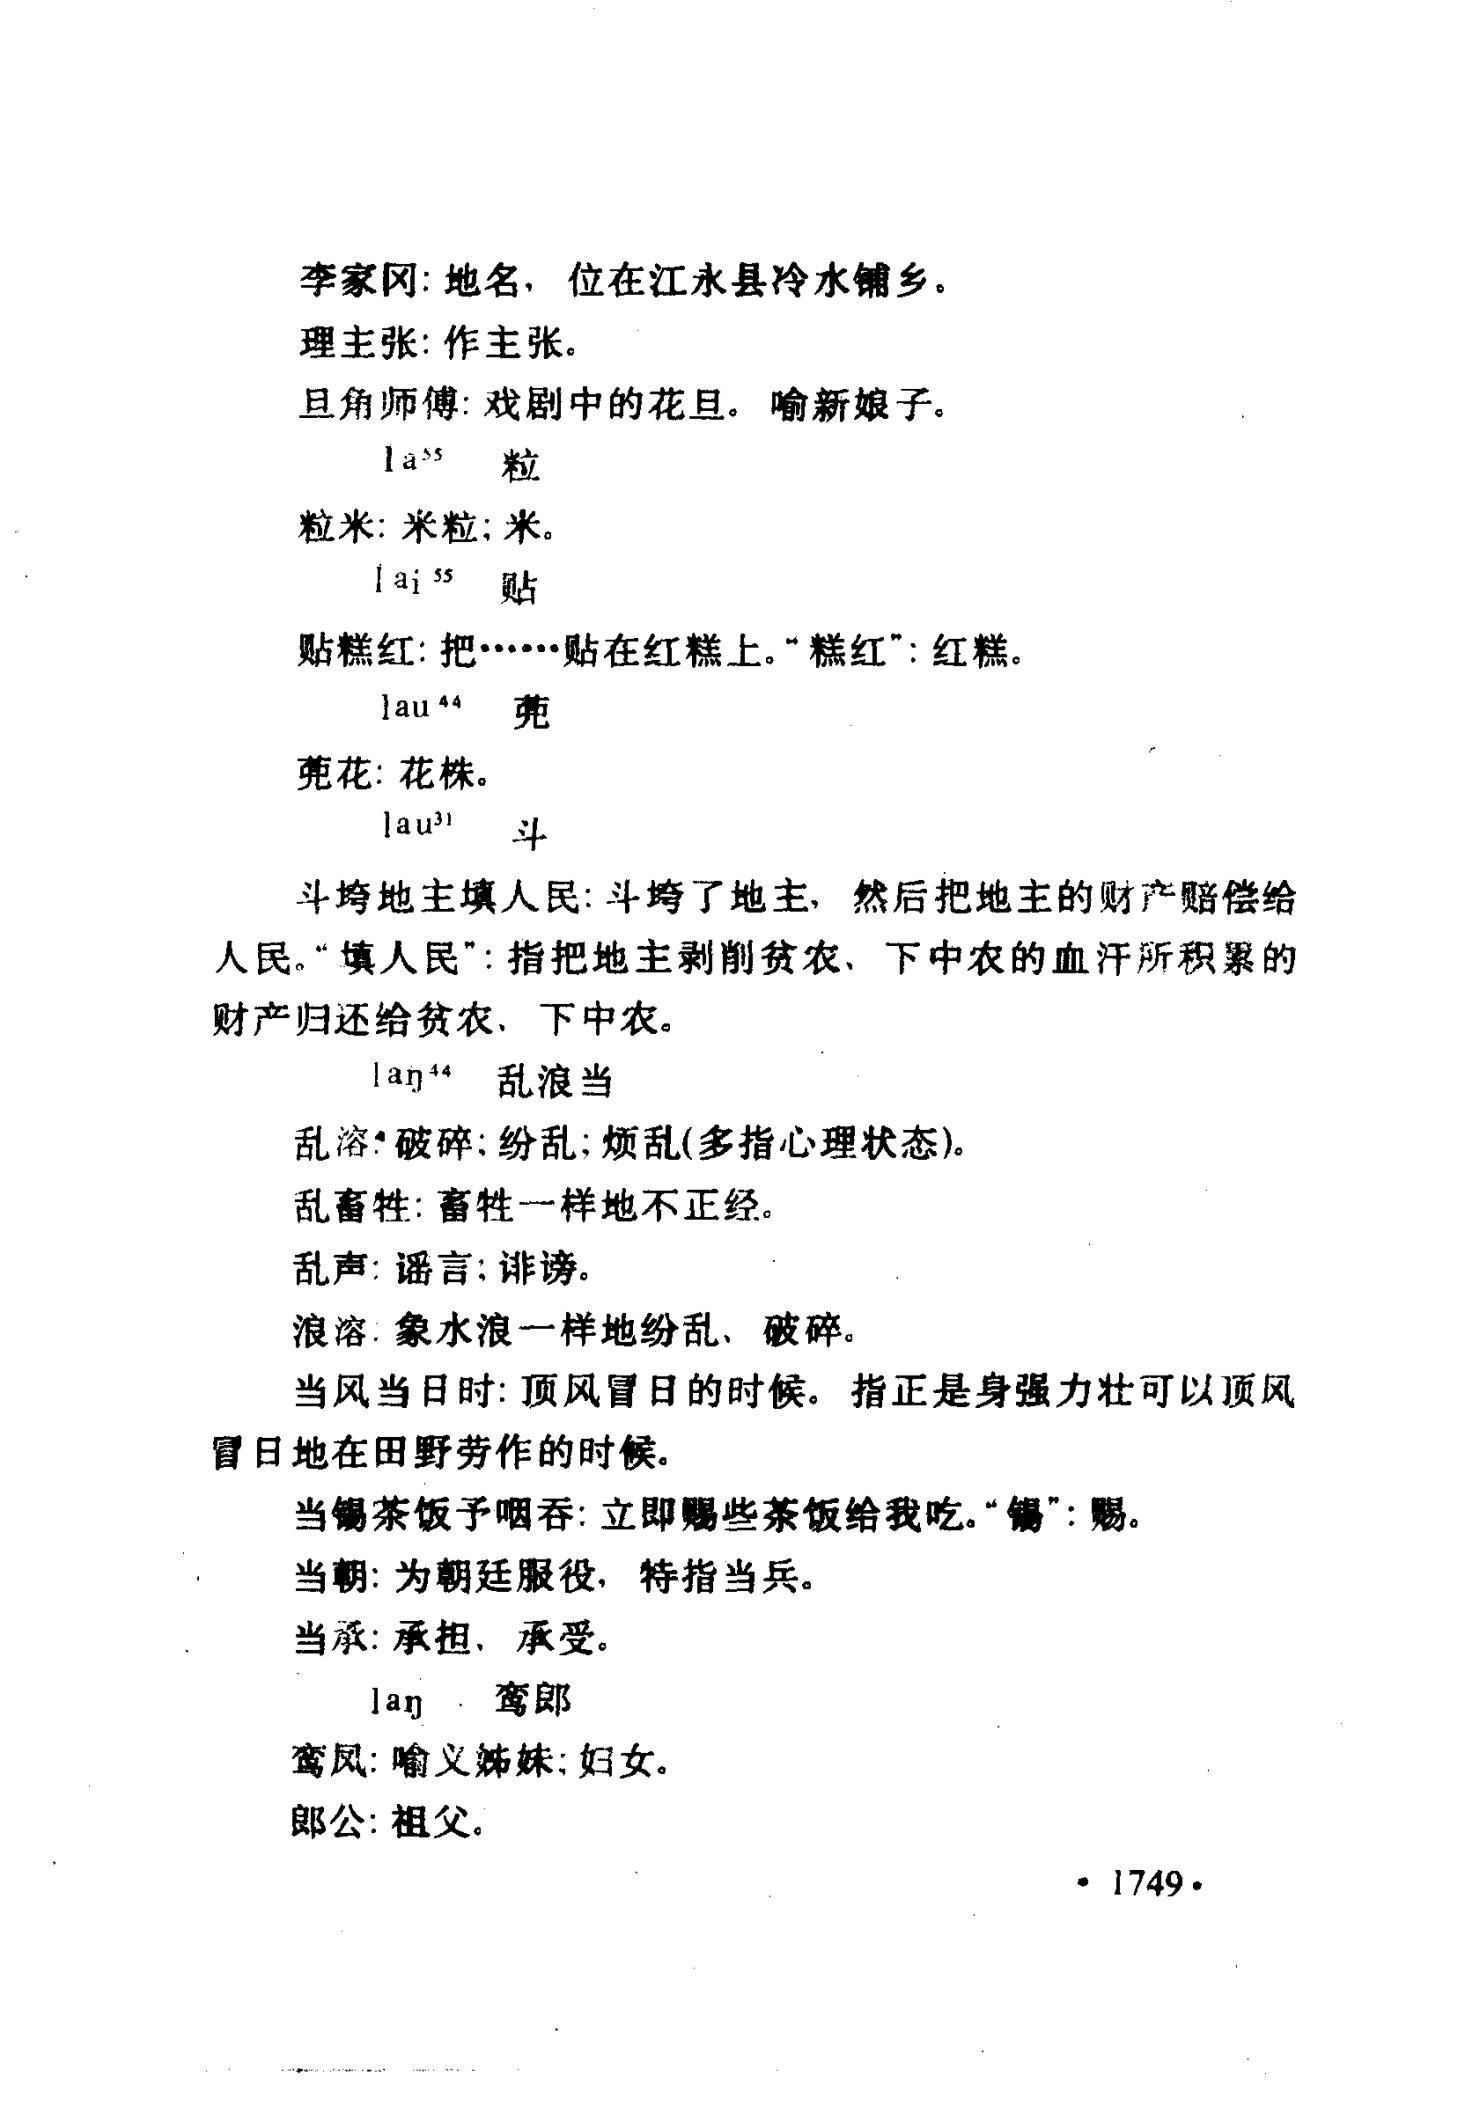 李家冈: 地名, 位在江永县冷水铺乡。
理主张: 作主张。
旦角师傅: 戏剧中的花旦。 喻新娘子。
la⁵⁵ 粒
粒米: 米粒; 米。
lai⁵⁵ 贴
贴糕红: 把……贴在红糕上。“糕红”: 红糕。
lau⁴⁴ 蔸
蔸花: 花株。
lau³¹ 斗
斗垮地主填人民: 斗垮了地主, 然后把地主的财产赔偿给
人民。“填人民”: 指把地主剥削贫农、下中农的血汗所积累的
财产归还给贫农、下中农。
laŋ⁴⁴ 乱浪当
乱溶: 破碎; 纷乱; 烦乱(多指心理状态)。
乱畜牲: 畜牲一样地不正经。
乱声: 谣言; 诽谤。
浪溶: 象水浪一样地纷乱、破碎。
当风当日时: 顶风冒日的时候。 指正是身强力壮可以顶风
冒日地在田野劳作的时候。
当锡茶饭予咽吞: 立即赐些茶饭给我吃。“锡”: 赐。
当朝: 为朝廷服役, 特指当兵。
当承: 承担、承受。
laŋ 鸾郎
鸾凤: 喻义姊妹; 妇女。
郎公: 祖父。
• 1749 •